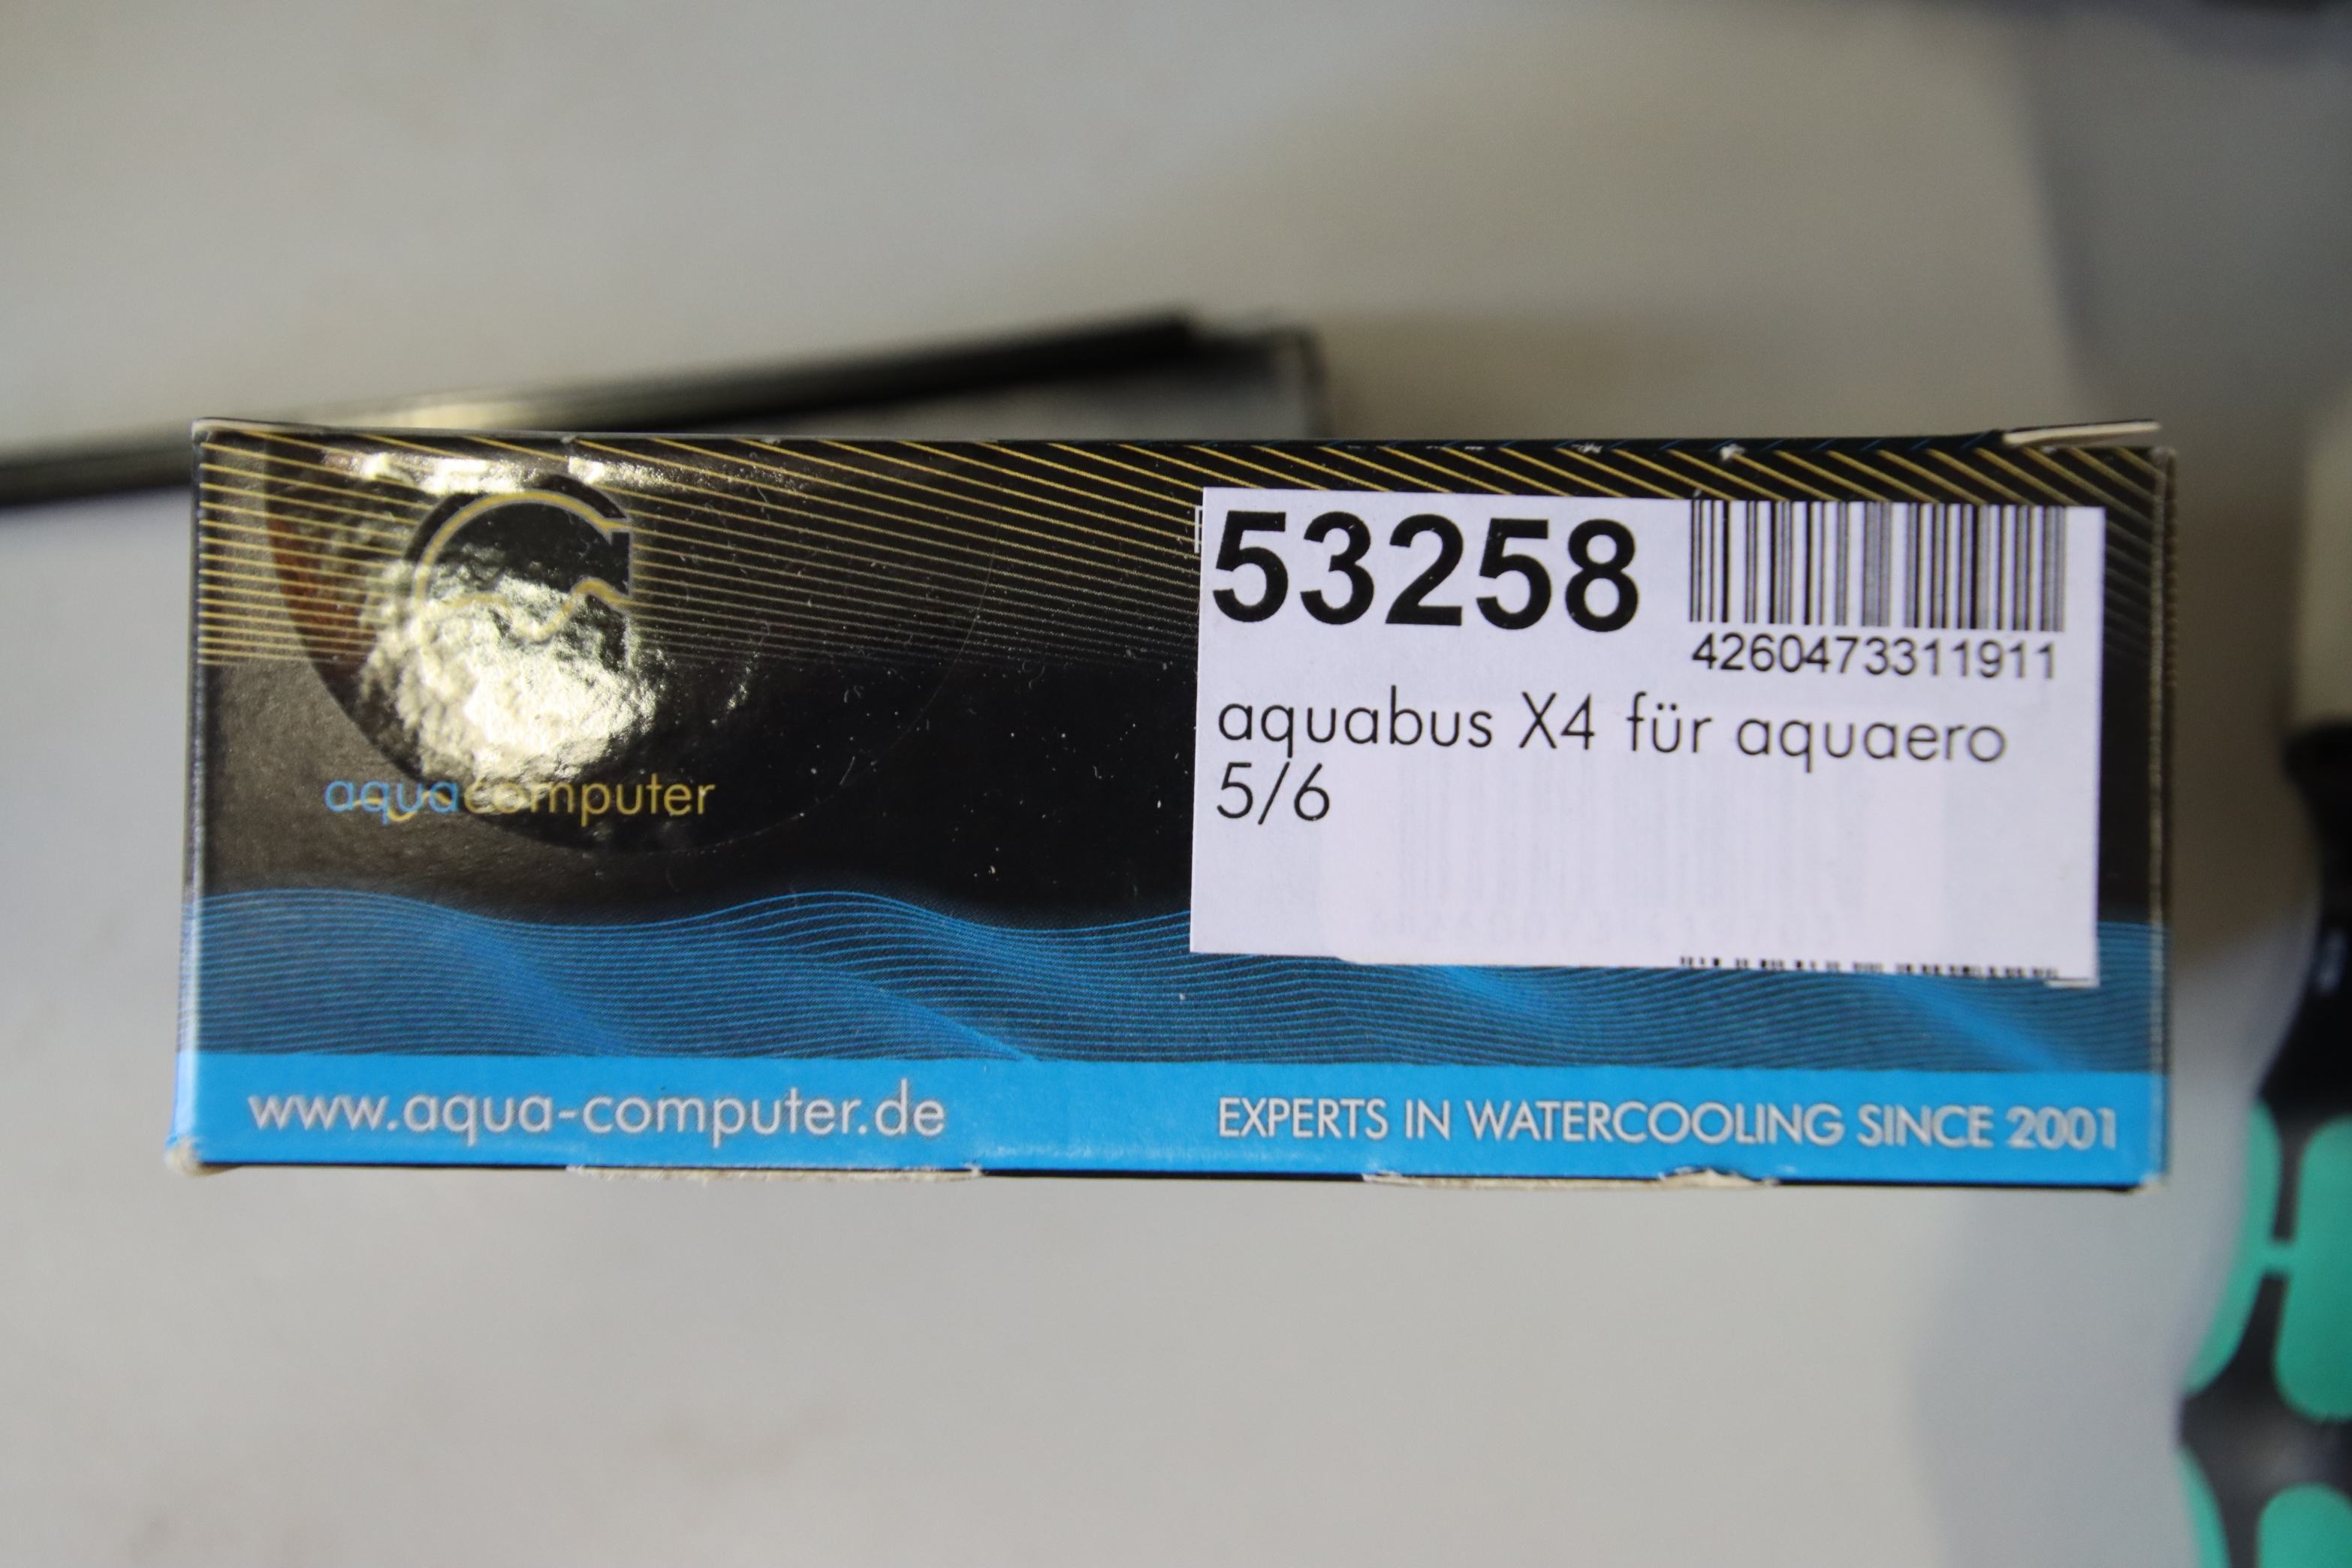 53258
4260473311911
aquabus X4 für aquaero
5/6
aquacomputer
www.aqua-computer.de
EXPERTS IN WATERCOOLING SINCE 2001